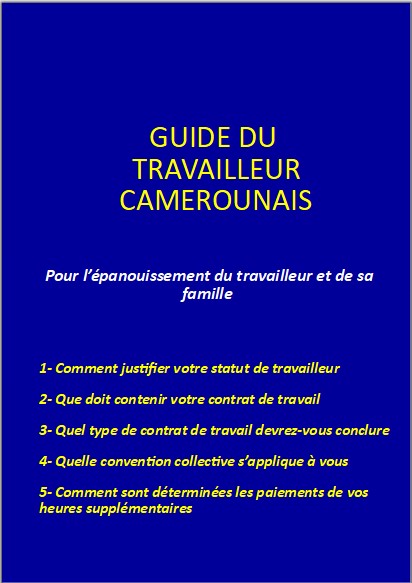 GUIDE DU
TRAVAILLEUR
CAMEROUNAIS
Pour l’épanouissement du travailleur et de sa
famille
1- Comment justifier votre statut de travailleur
2- Que doit contenir votre contrat de travail
3- Quel type de contrat de travail devrez-vous conclure
4- Quelle convention collective s’applique à vous
5- Comment sont déterminées les paiements de vos
heures supplémentaires